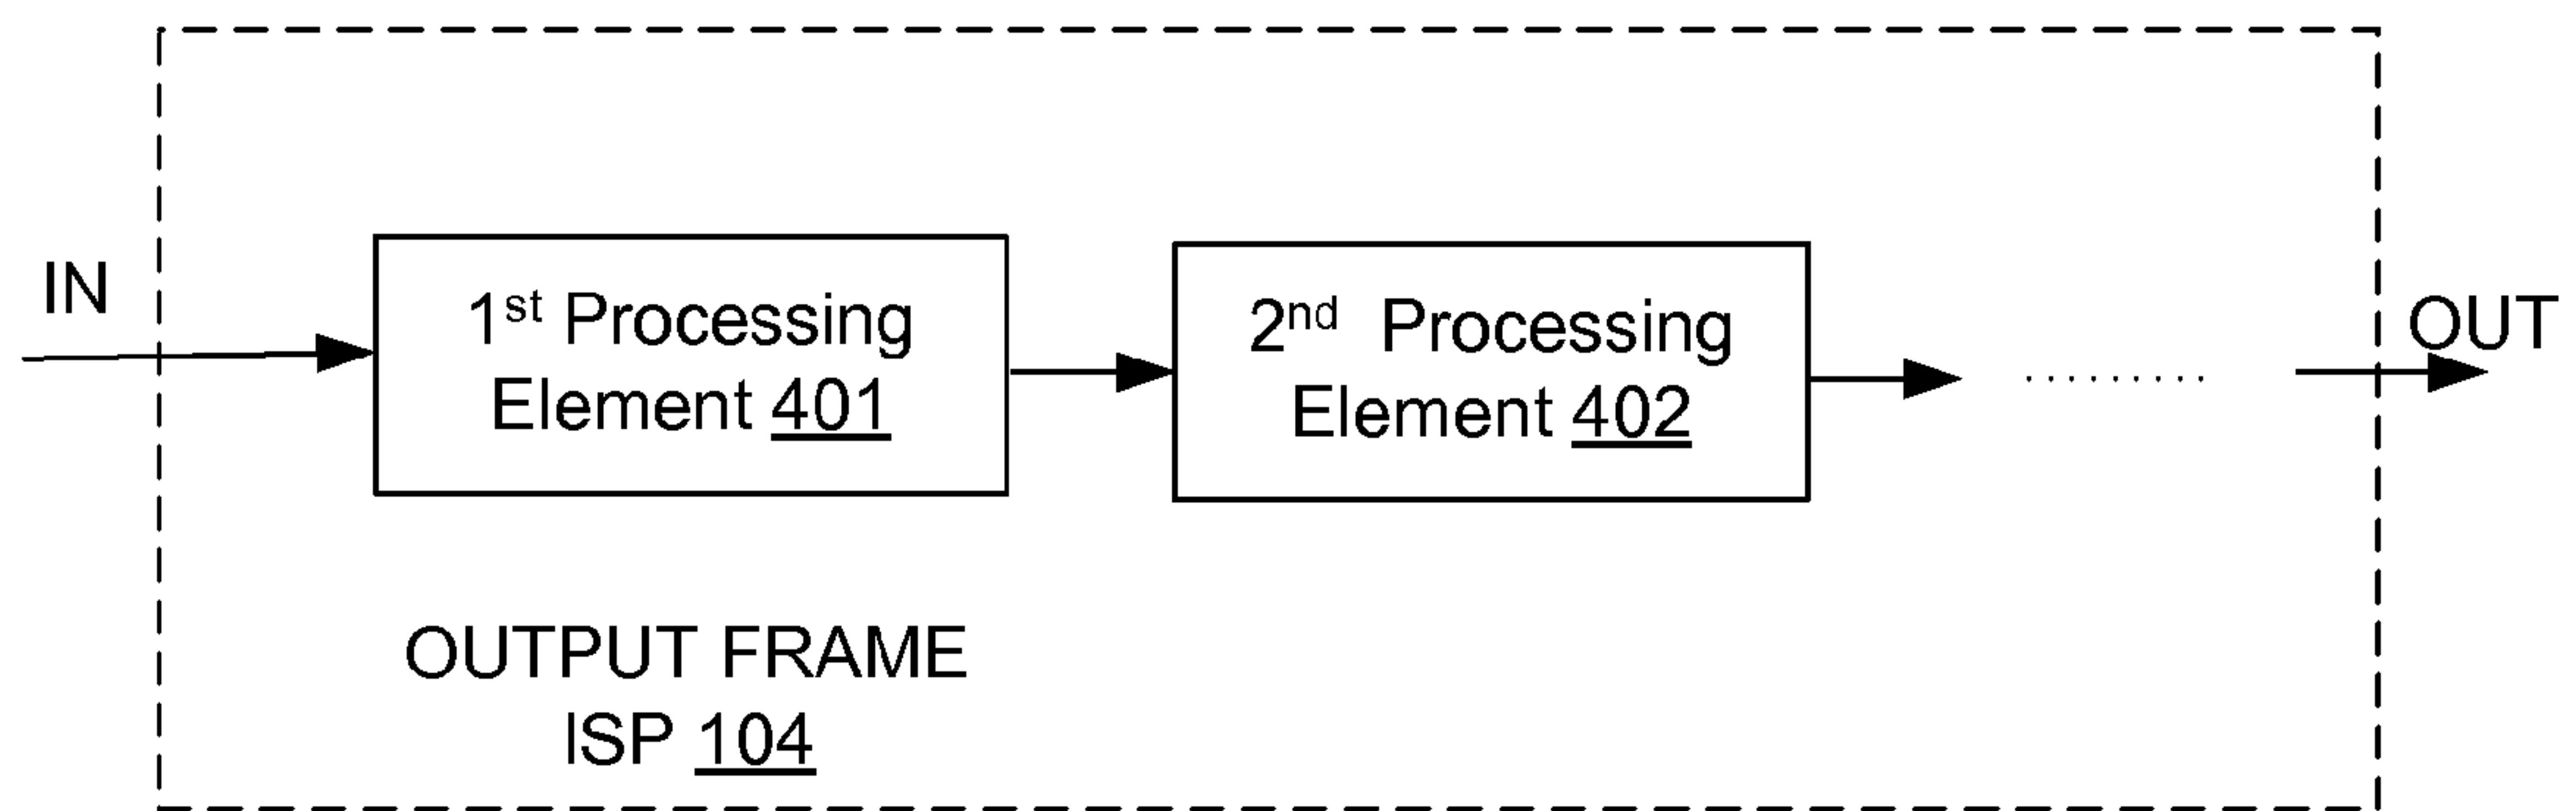 IN
1st Processing
Element 401
2nd Processing
Element 402
OUT
OUTPUT FRAME
ISP 104